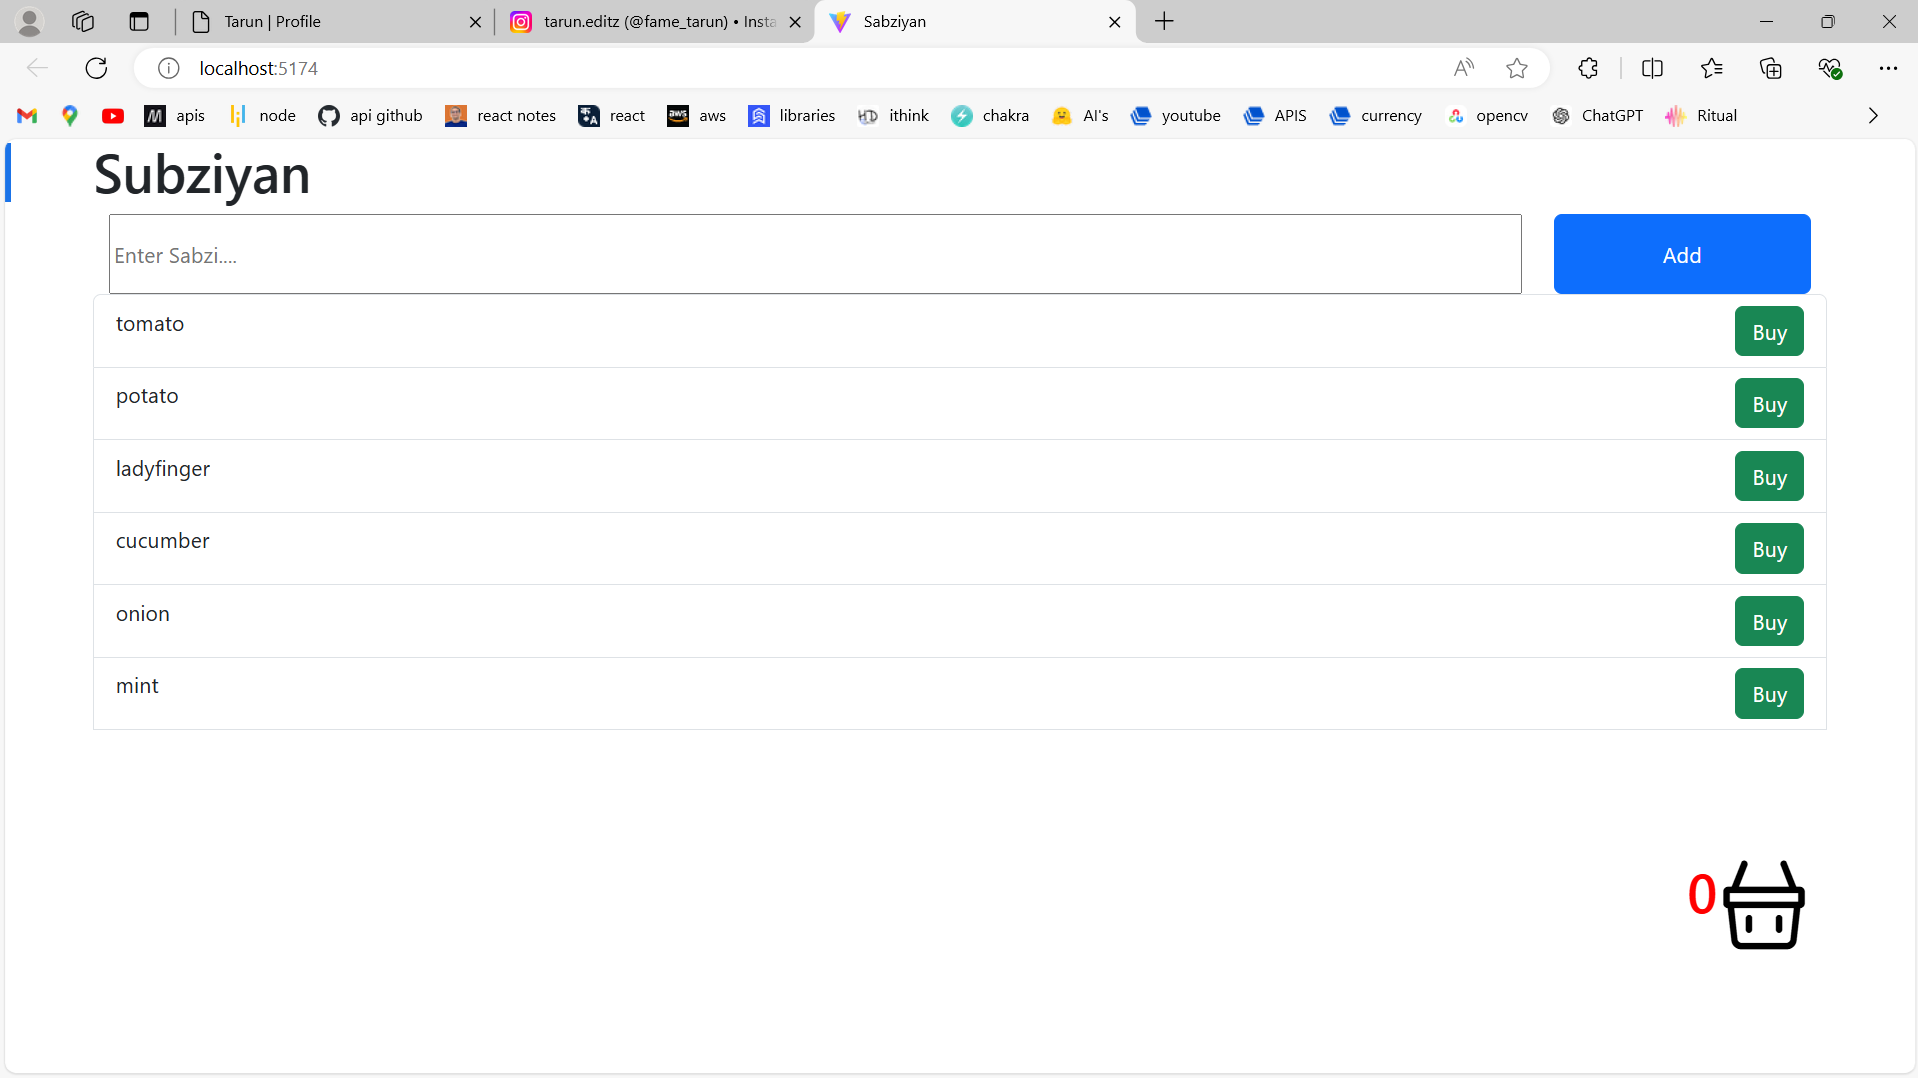 Tarun | Profile
tarun.editz (@fame_tarun) • Insta
Sabziyan
localhost:5174
apis
node
api github
react notes
react
aws
libraries
ithink
chakra
AI's
youtube
APIS
currency
opencv
ChatGPT
Ritual
Subziyan
Enter Sabzi....
Add
tomato
Buy
potato
Buy
ladyfinger
Buy
cucumber
Buy
onion
Buy
mint
Buy
0